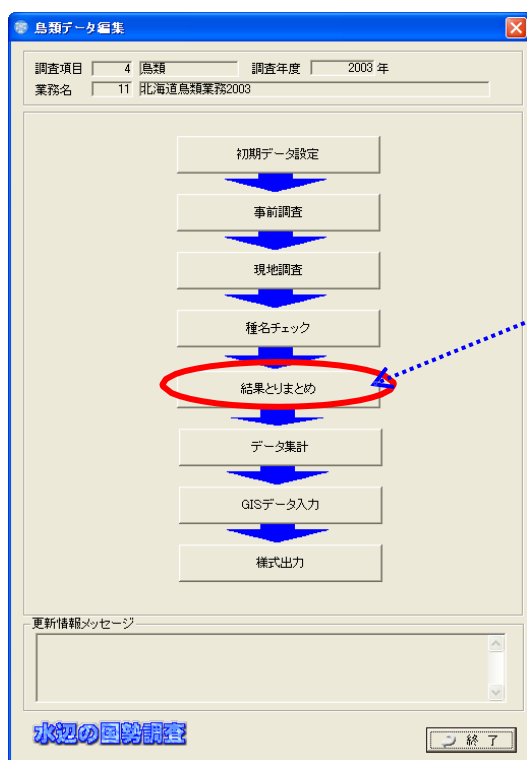 鳥類データ編集
調査項目 4 鳥類 調査年度 2003 年
業務名 11 北海道鳥類業務2003
初期データ設定
事前調査
現地調査
種名チェック
結果とりまとめ
データ集計
GISデータ入力
様式出力
更新情報メッセージ
水辺の国勢調査
終 了